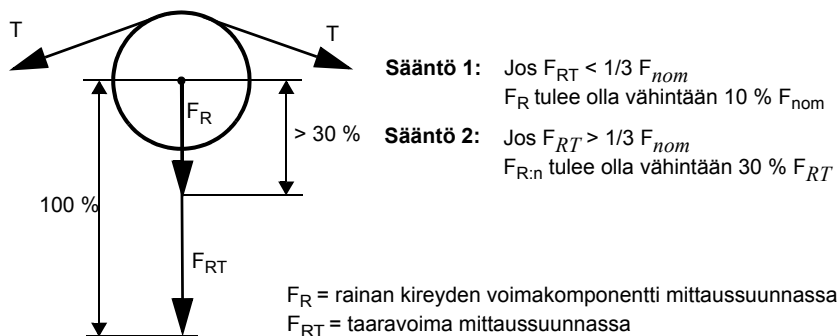 T
T
Sääntö 1: Jos F_RT < 1/3 F_nom
F_R tulee olla vähintään 10 % F_nom
F_R
> 30 %
Sääntö 2: Jos F_RT > 1/3 F_nom
F_R:n tulee olla vähintään 30 % F_RT
100 %
F_RT
F_R = rainan kireyden voimakomponentti mittaussuunnassa
F_RT = taaravoima mittaussuunnassa